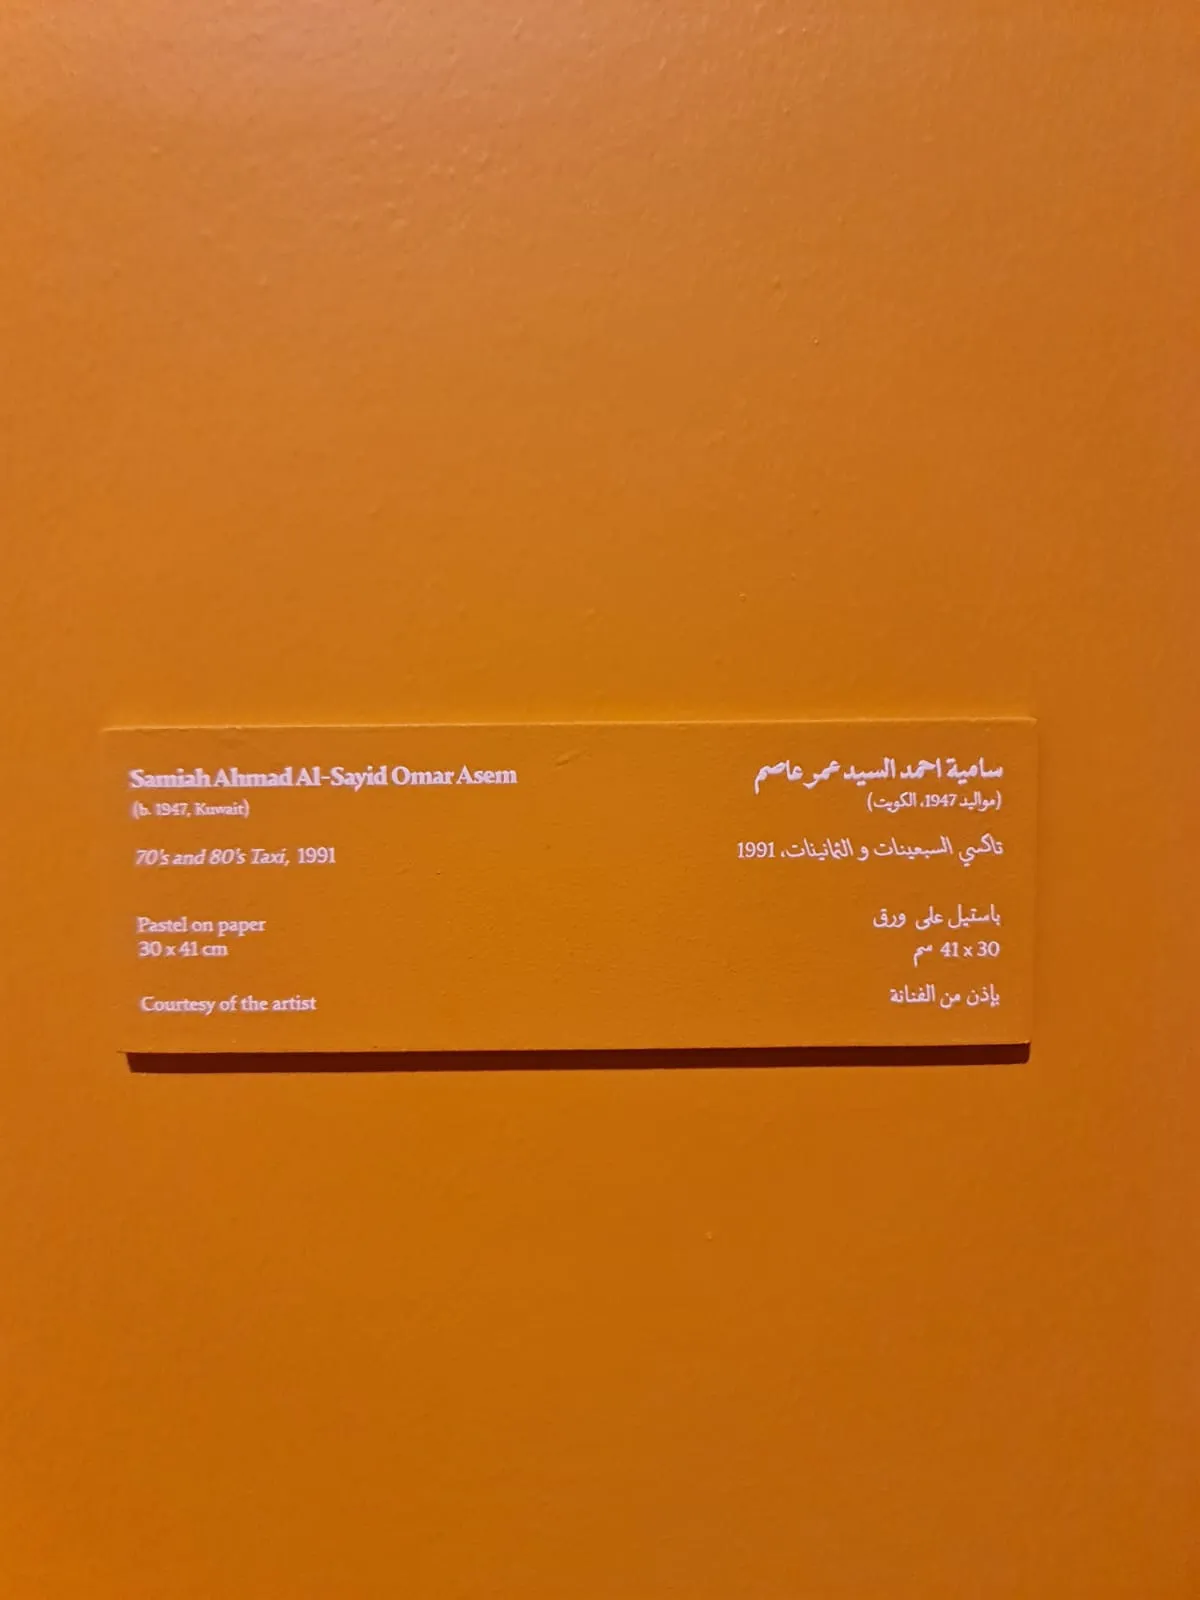 Samiah Ahmad Al-Sayid Omar Asem
(b. 1947, Kuwait)
70's and 80's Taxi, 1991
Pastel on paper
30 x 41 cm
Courtesy of the artist
سامية احمد السيد عمر عاصم
(مواليد 1947، الكويت)
تاكسي السبعينات و الثمانينات، 1991
باستيل على ورق
30 x 41 سم
بإذن من الفنانة